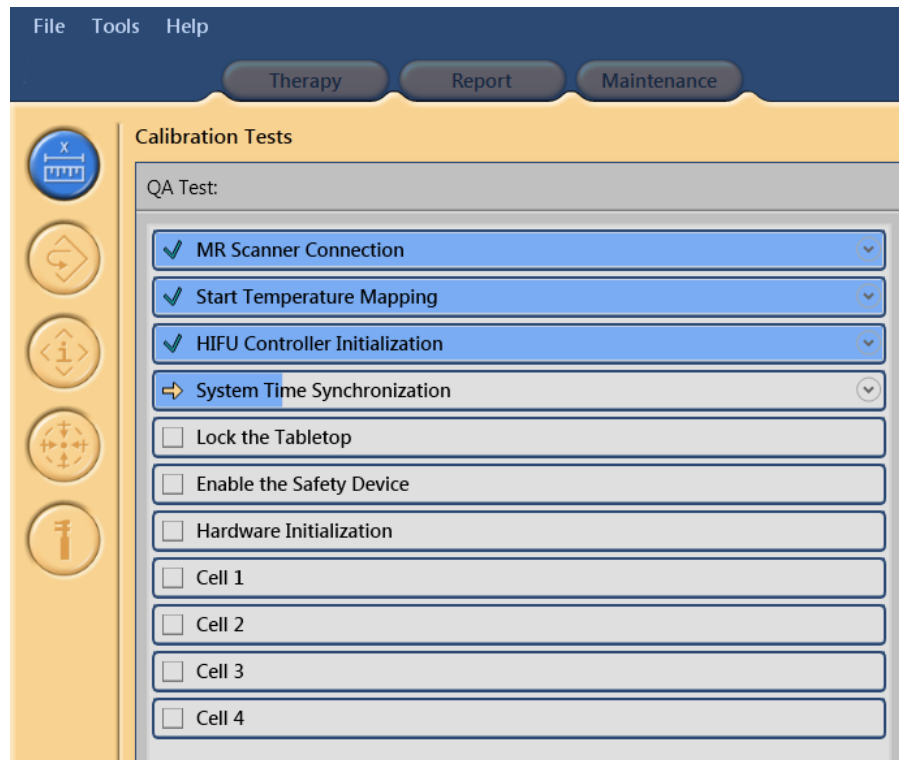 File Tools Help
Therapy Report Maintenance
Calibration Tests
X
QA Test:
MR Scanner Connection
Start Temperature Mapping
HIFU Controller Initialization
System Time Synchronization
Lock the Tabletop
Enable the Safety Device
Hardware Initialization
Cell 1
Cell 2
Cell 3
Cell 4
i